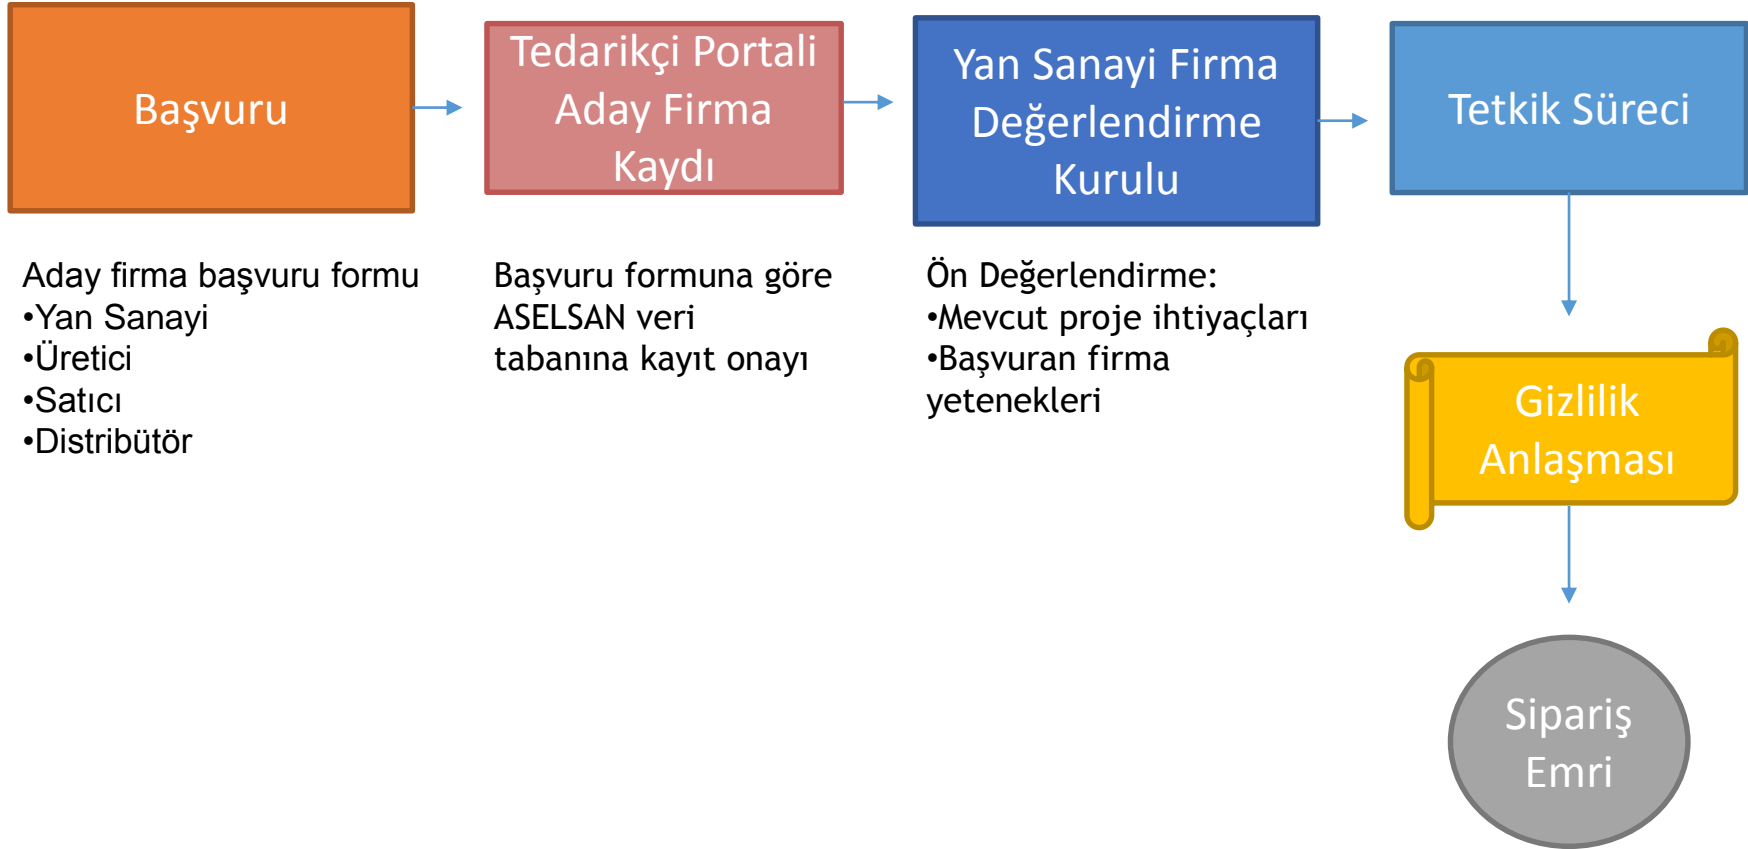 Başvuru
Tedarikçi Portali
Aday Firma
Kaydı
Yan Sanayi Firma
Değerlendirme
Kurulu
Tetkik Süreci
Aday firma başvuru formu
•Yan Sanayi
•Üretici
•Satıcı
•Distribütör
Başvuru formuna göre
ASELSAN veri
tabanına kayıt onayı
Ön Değerlendirme:
•Mevcut proje ihtiyaçları
•Başvuran firma
yetenekleri
Gizlilik
Anlaşması
Sipariş
Emri